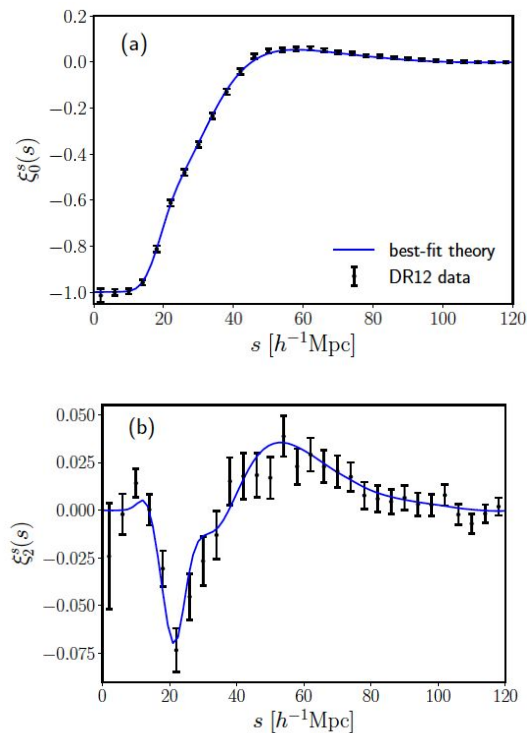 (a)
0.2
0.0
−0.2
−0.4
−0.6
−0.8
−1.0
ξ₀ˢ(s)
best-fit theory
DR12 data
0 20 40 60 80 100 120
s [h⁻¹Mpc]
(b)
0.050
0.025
0.000
−0.025
−0.050
−0.075
ξ₂ˢ(s)
0 20 40 60 80 100 120
s [h⁻¹Mpc]